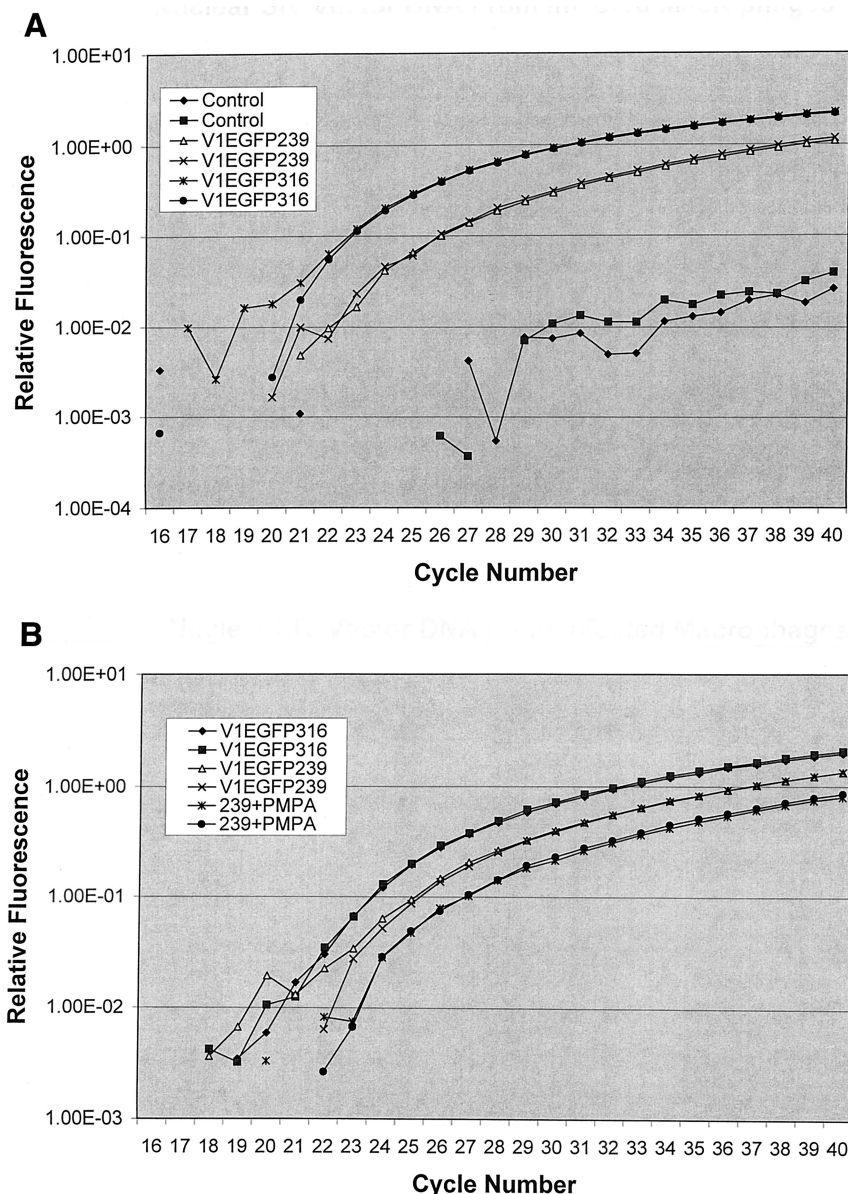 A
1.00E+01
1.00E+00
1.00E-01
1.00E-02
1.00E-03
1.00E-04
Relative Fluorescence
Control
Control
V1EGFP239
V1EGFP239
V1EGFP316
V1EGFP316
16 17 18 19 20 21 22 23 24 25 26 27 28 29 30 31 32 33 34 35 36 37 38 39 40
Cycle Number
B
1.00E+01
1.00E+00
1.00E-01
1.00E-02
1.00E-03
Relative Fluorescence
V1EGFP316
V1EGFP316
V1EGFP239
V1EGFP239
239+PMPA
239+PMPA
16 17 18 19 20 21 22 23 24 25 26 27 28 29 30 31 32 33 34 35 36 37 38 39 40
Cycle Number